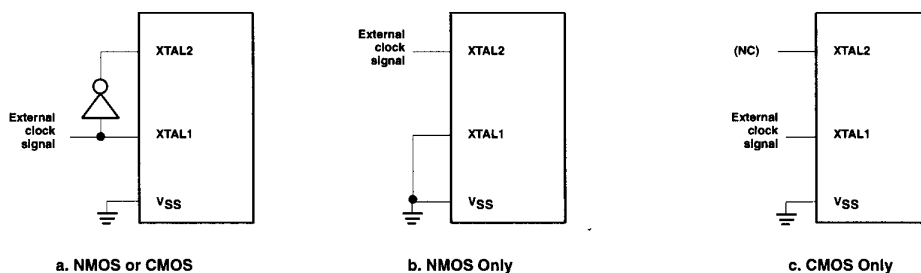 XTAL2
External
clock
signal
XTAL1
VSS
a. NMOS or CMOS
External
clock
signal
XTAL2
XTAL1
VSS
b. NMOS Only
(NC)
XTAL2
External
clock
signal
XTAL1
VSS
c. CMOS Only